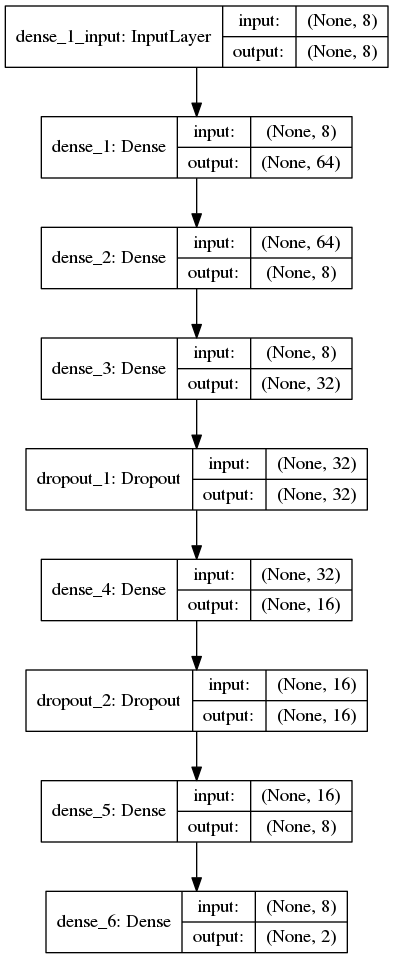 dense_1_input: InputLayer
input: (None, 8)
output: (None, 8)
dense_1: Dense
input: (None, 8)
output: (None, 64)
dense_2: Dense
input: (None, 64)
output: (None, 8)
dense_3: Dense
input: (None, 8)
output: (None, 32)
dropout_1: Dropout
input: (None, 32)
output: (None, 32)
dense_4: Dense
input: (None, 32)
output: (None, 16)
dropout_2: Dropout
input: (None, 16)
output: (None, 16)
dense_5: Dense
input: (None, 16)
output: (None, 8)
dense_6: Dense
input: (None, 8)
output: (None, 2)